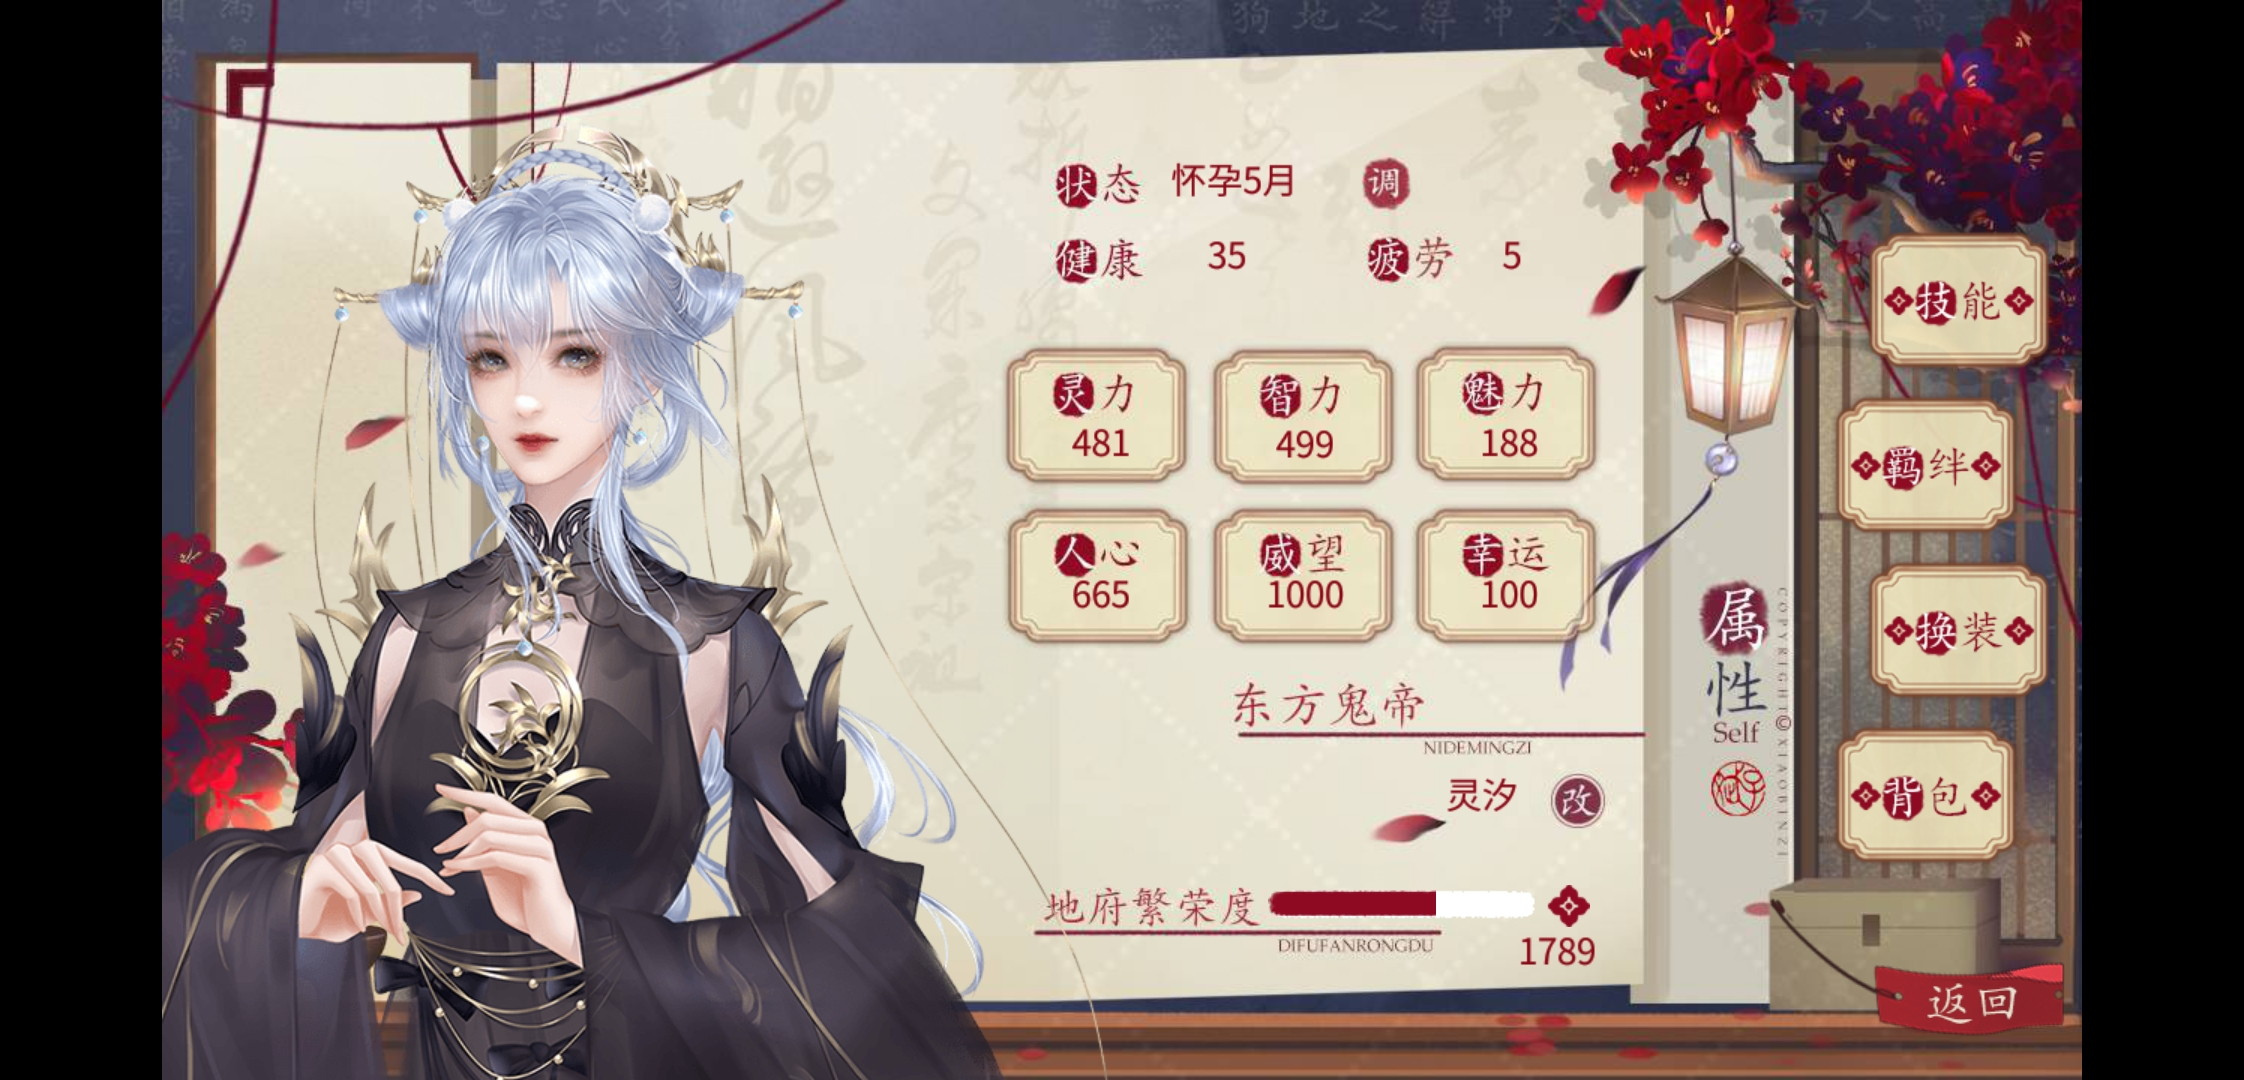 状态 怀孕5月 调
健康 35 疲劳 5
灵力 智力 魅力
481 499 188
人心 威望 幸运
665 1000 100
东方鬼帝
NIDEMINGZI
灵汐 改
地府繁荣度
DIFUFANRONGDU
1789
属性
Self
COPYRIGHT©XIAOBINZI
技能
羁绊
换装
背包
返回